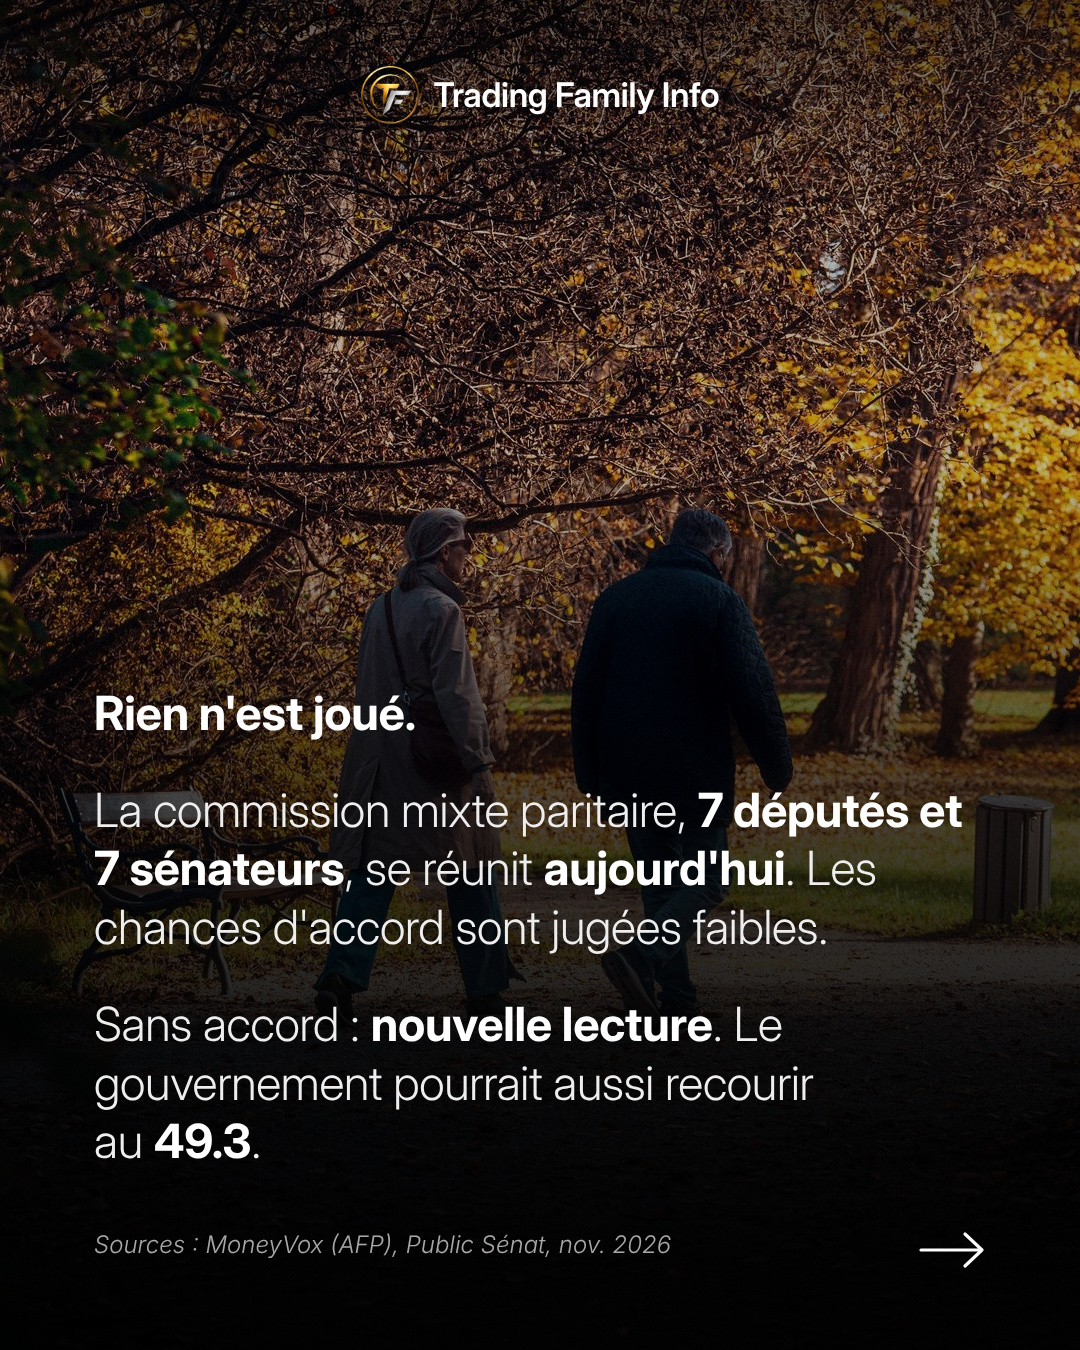 TF Trading Family Info
Rien n'est joué.
La commission mixte paritaire, 7 députés et
7 sénateurs, se réunit aujourd'hui. Les
chances d'accord sont jugées faibles.
Sans accord : nouvelle lecture. Le
gouvernement pourrait aussi recourir
au 49.3.
Sources : MoneyVox (AFP), Public Sénat, nov. 2026